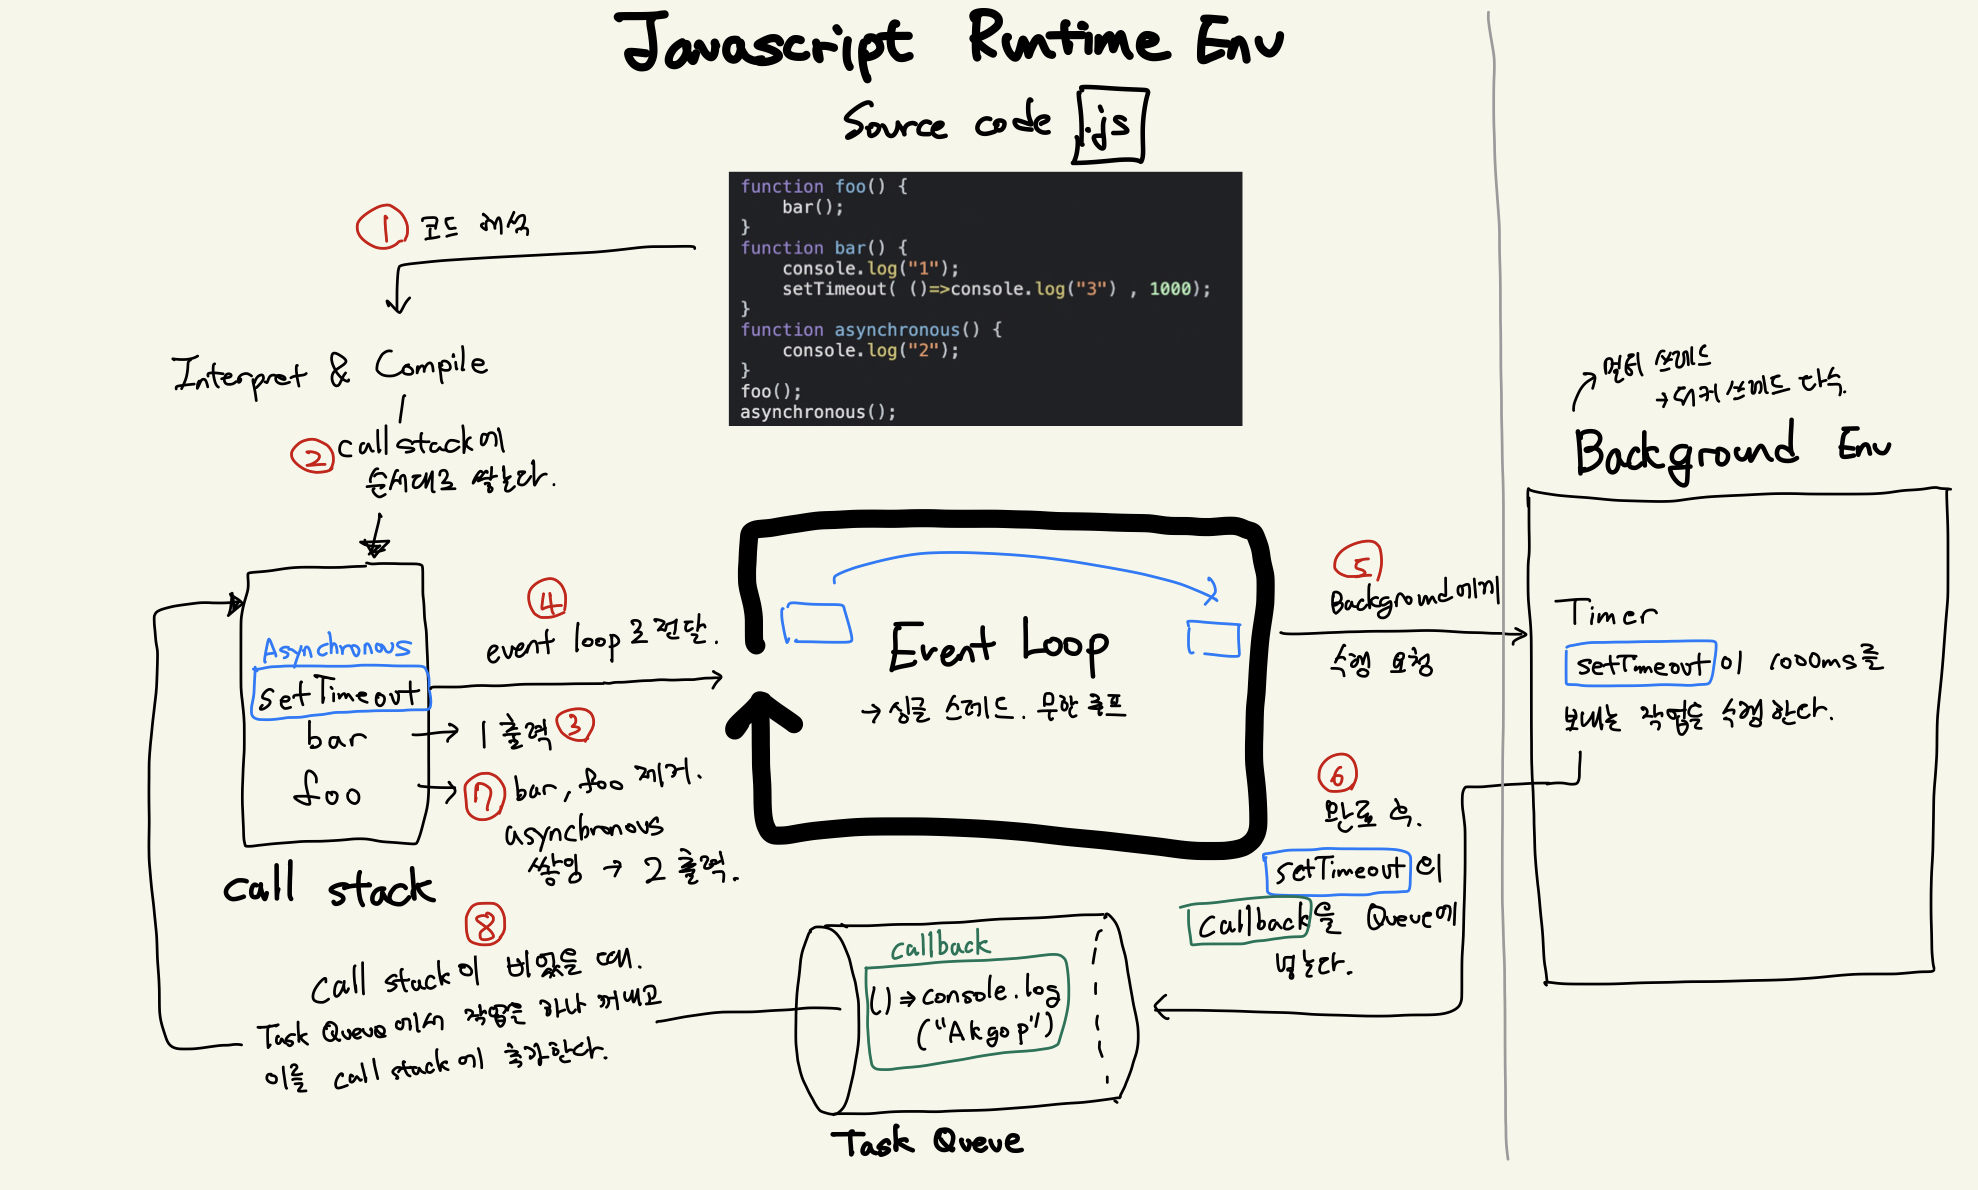 Javascript Runtime Env
Source code .js
function foo() {
bar();
}
function bar() {
console.log("1");
setTimeout( ()=>console.log("3") , 1000);
}
function asynchronous() {
console.log("2");
}
foo();
asynchronous();
① 코드 해석
Interpret & Compile
② call stack에
순서대로 쌓는다.
Asynchronous
setTimeout
bar
foo
call stack
1 출력 ③
④
event loop로 전달.
Event Loop
→ 싱글 스레드. 무한 루프
⑤
Background에게
수행 요청
멀티 쓰레드
→ 워커 쓰레드 다수.
Background Env
Timer
setTimeout이 1000ms를
보내는 작업을 수행한다.
⑥
완료 후.
setTimeout의
Callback을 Queue에
넣는다.
⑦ bar, foo 제거.
asynchronous
쌓임 → 2 출력.
⑧
Call stack이 비었을 때.
Task Queue에서 작업을 하나 꺼내고
이를 call stack에 추가한다.
callback
() => console.log
("Akgop")
Task Queue